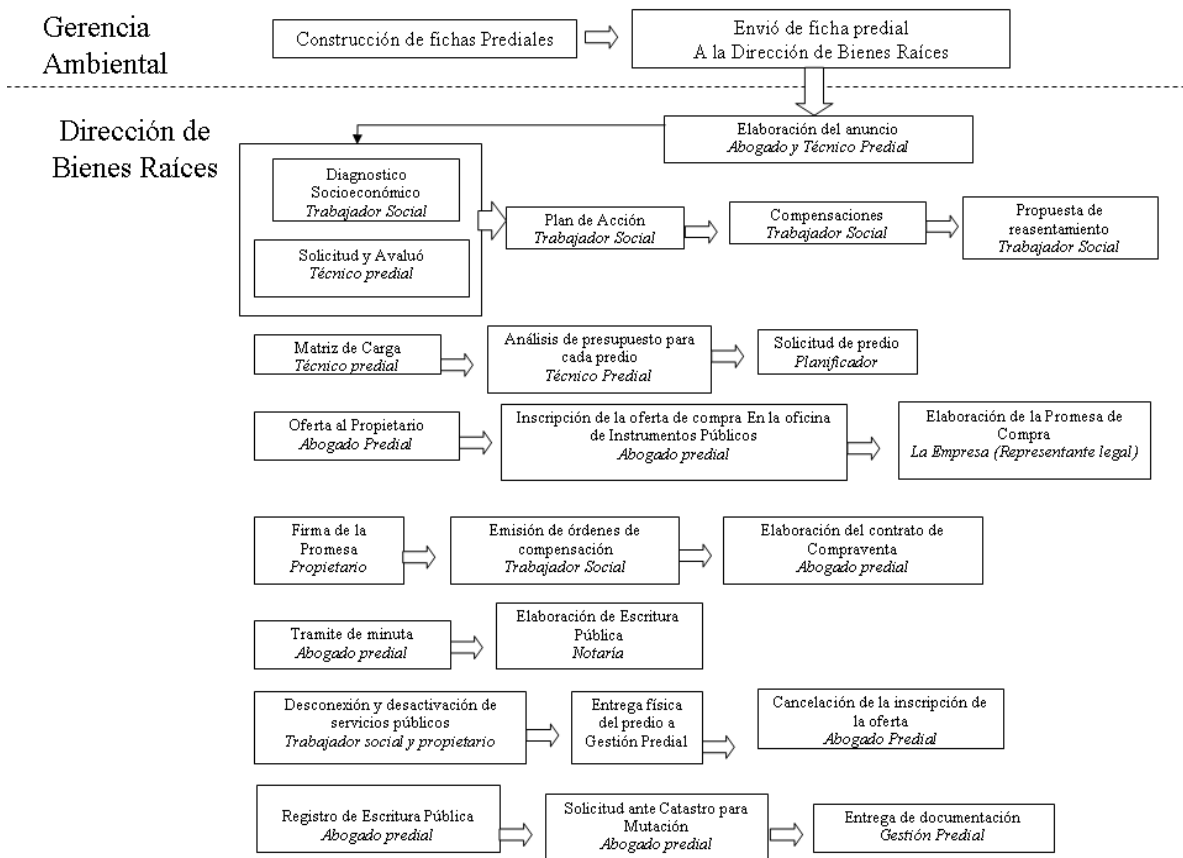 Gerencia
Ambiental
Construcción de fichas Prediales
Envió de ficha predial
A la Dirección de Bienes Raíces
Dirección de
Bienes Raíces
Elaboración del anuncio
Abogado y Técnico Predial
Diagnostico
Socioeconómico
Trabajador Social
Solicitud y Avaluó
Técnico predial
Plan de Acción
Trabajador Social
Compensaciones
Trabajador Social
Propuesta de
reasentamiento
Trabajador Social
Matriz de Carga
Técnico predial
Análisis de presupuesto para
cada predio
Técnico Predial
Solicitud de predio
Planificador
Oferta al Propietario
Abogado Predial
Inscripción de la oferta de compra En la oficina
de Instrumentos Públicos
Abogado predial
Elaboración de la Promesa de
Compra
La Empresa (Representante legal)
Firma de la
Promesa
Propietario
Emisión de órdenes de
compensación
Trabajador Social
Elaboración del contrato de
Compraventa
Abogado predial
Tramite de minuta
Abogado predial
Elaboración de Escritura
Pública
Notaría
Desconexión y desactivación de
servicios públicos
Trabajador social y propietario
Entrega física
del predio a
Gestión Predial
Cancelación de la inscripción de
la oferta
Abogado Predial
Registro de Escritura Pública
Abogado predial
Solicitud ante Catastro para
Mutación
Abogado predial
Entrega de documentación
Gestión Predial